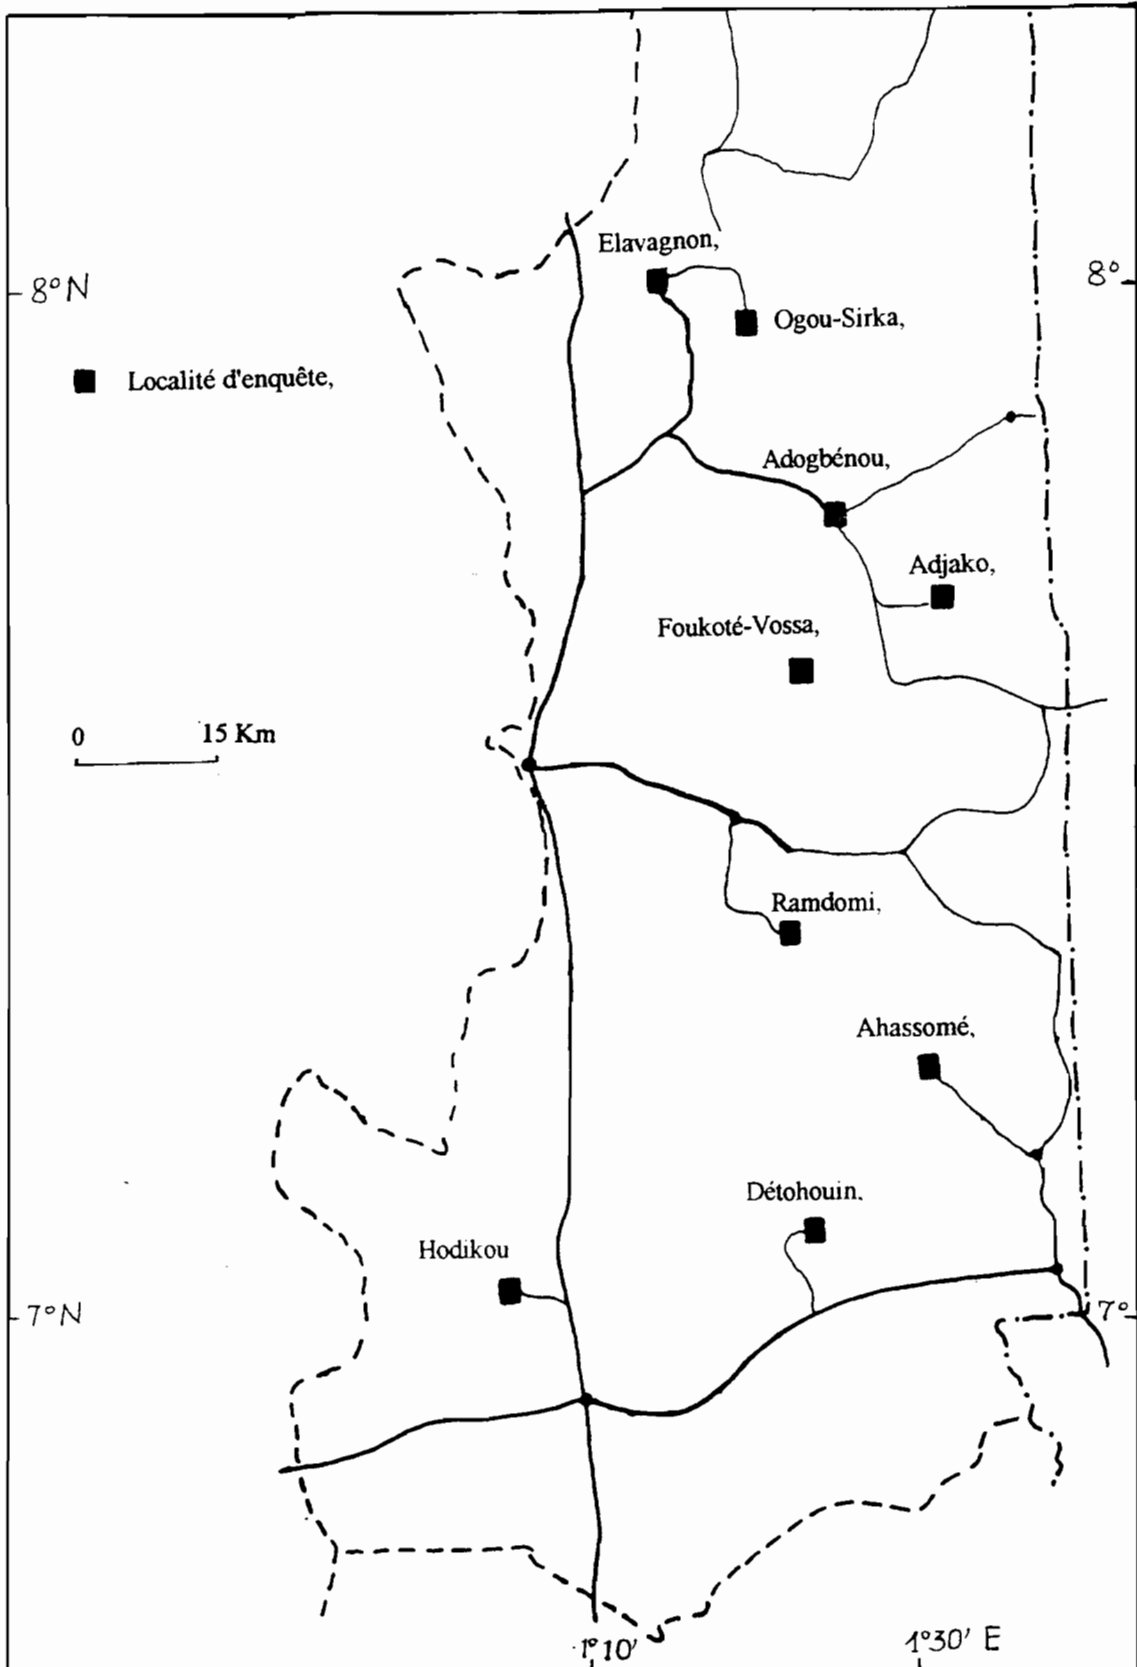 Elavagnon,
8°N
8°
Ogou-Sirka,
Localité d'enquête,
Adogbénou,
Adjako,
Foukoté-Vossa,
0 15 Km
Ramdomi,
Ahassomé,
Détohouin.
Hodikou
7°N
7°
1°10' 1°30' E